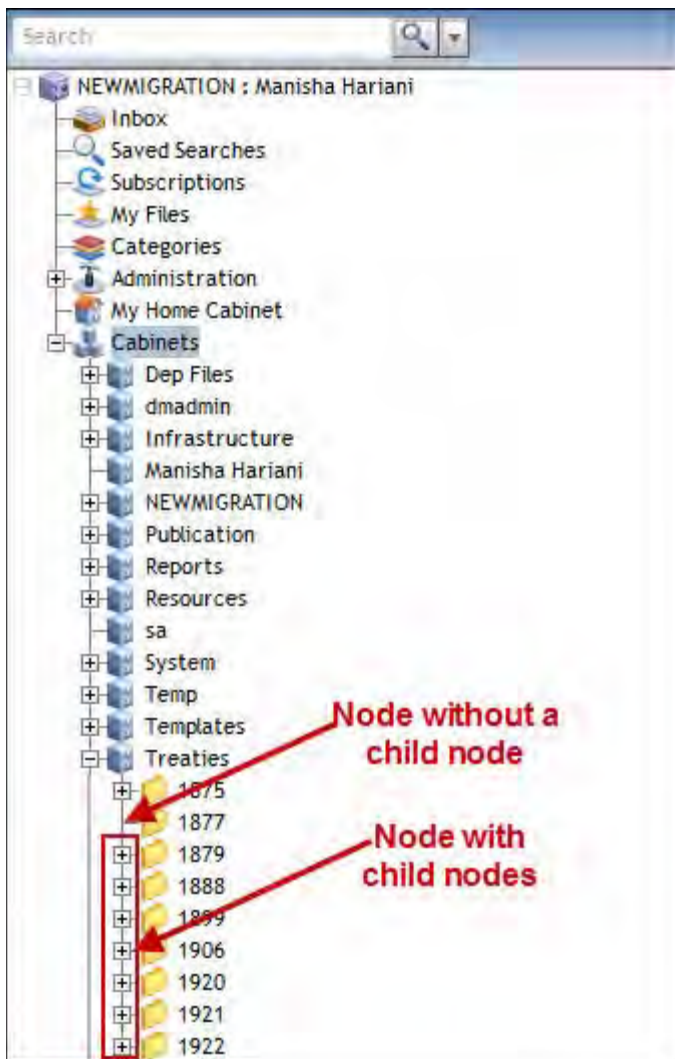 Search
NEWMIGRATION : Manisha Hariani
Inbox
Saved Searches
Subscriptions
My Files
Categories
Administration
My Home Cabinet
Cabinets
Dep Files
dmadmin
Infrastructure
Manisha Hariani
NEWMIGRATION
Publication
Reports
Resources
sa
System
Temp
Templates
Treaties
1875
1877
1879
1888
1899
1906
1920
1921
1922
Node without a
child node
Node with
child nodes